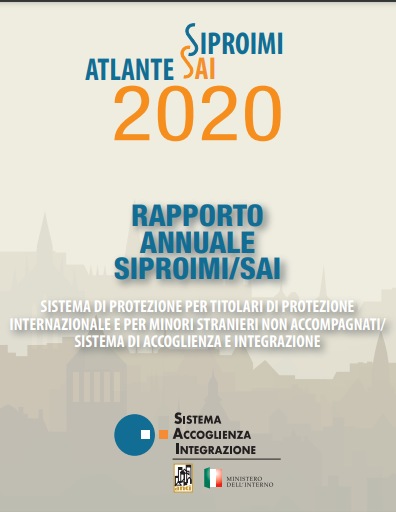 ATLANTE SIPROIMI
SAI
2020
RAPPORTO
ANNUALE
SIPROIMI/SAI
SISTEMA DI PROTEZIONE PER TITOLARI DI PROTEZIONE
INTERNAZIONALE E PER MINORI STRANIERI NON ACCOMPAGNATI/
SISTEMA DI ACCOGLIENZA E INTEGRAZIONE
SISTEMA
ACCOGLIENZA
INTEGRAZIONE
MINISTERO
DELL'INTERNO